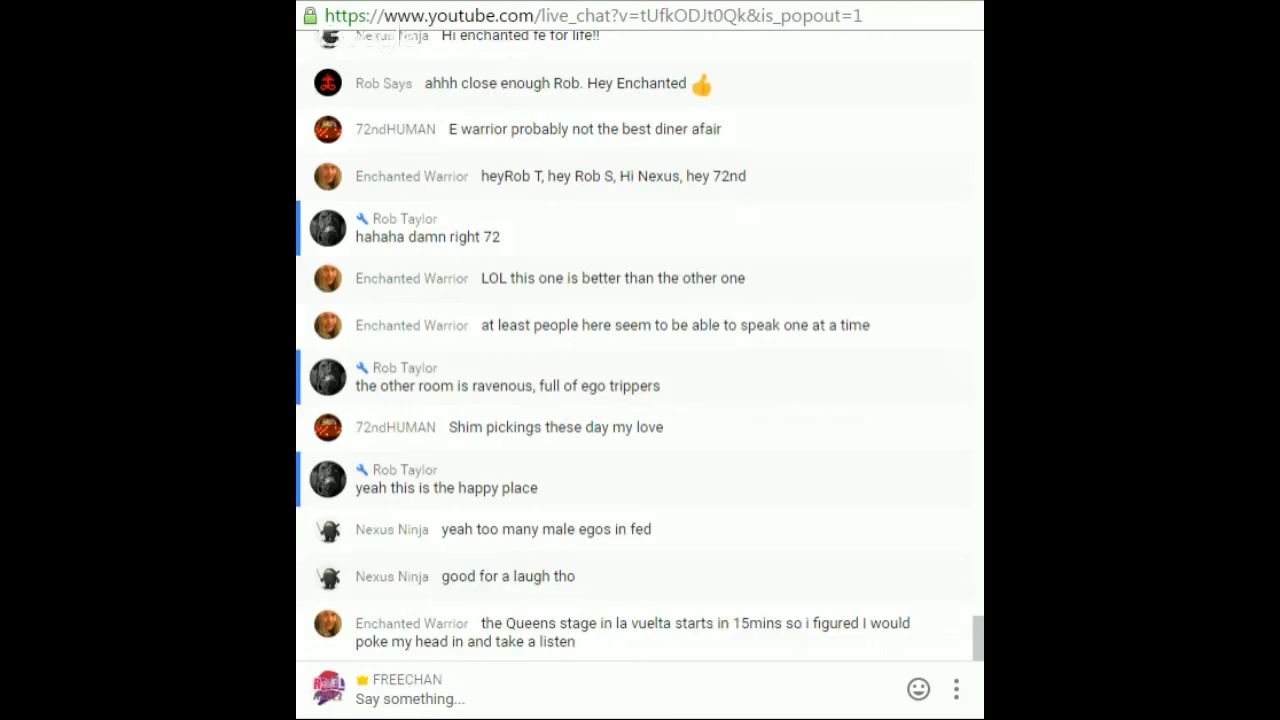 https://www.youtube.com/live_chat?v=tUfkODJt0Qk&is_popout=1
Nexus Ninja Hi enchanted fe for life!!
Rob Says ahhh close enough Rob. Hey Enchanted 👍
72ndHUMAN E warrior probably not the best diner afair
Enchanted Warrior heyRob T, hey Rob S, Hi Nexus, hey 72nd
Rob Taylor
hahaha damn right 72
Enchanted Warrior LOL this one is better than the other one
Enchanted Warrior at least people here seem to be able to speak one at a time
Rob Taylor
the other room is ravenous, full of ego trippers
72ndHUMAN Shim pickings these day my love
Rob Taylor
yeah this is the happy place
Nexus Ninja yeah too many male egos in fed
Nexus Ninja good for a laugh tho
Enchanted Warrior the Queens stage in la vuelta starts in 15mins so i figured I would
poke my head in and take a listen
FREECHAN
Say something...